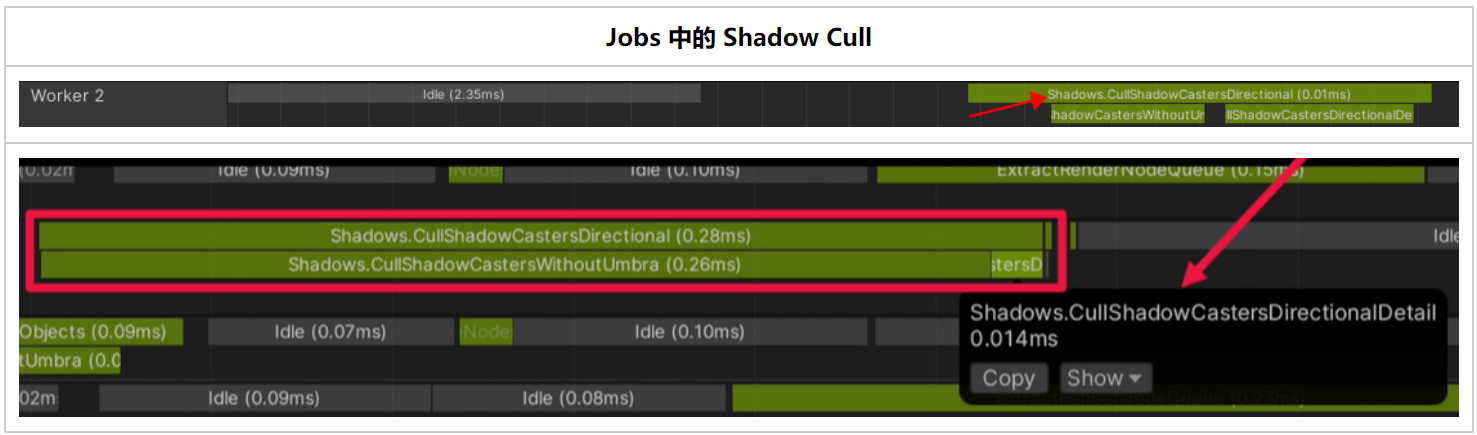 Jobs 中的 Shadow Cull
Worker 2
Idle (2.35ms)
Shadows.CullShadowCastersDirectional (0.01ms)
hadowCastersWithoutUr
llShadowCastersDirectionalDe
(0.02m
Idle (0.09ms)
Node
Idle (0.10ms)
ExtractRenderNodeQueue (0.15ms)
Shadows.CullShadowCastersDirectional (0.28ms)
Idle
Shadows.CullShadowCastersWithoutUmbra (0.26ms)
stersD
Shadows.CullShadowCastersDirectionalDetail
0.014ms
Copy
Show
Objects (0.09ms)
Idle (0.07ms)
Node
Idle (0.10ms)
tUmbra (0.0
02m
Idle (0.09ms)
Idle (0.08ms)
ExtractRenderNodeQueue (0.23ms)